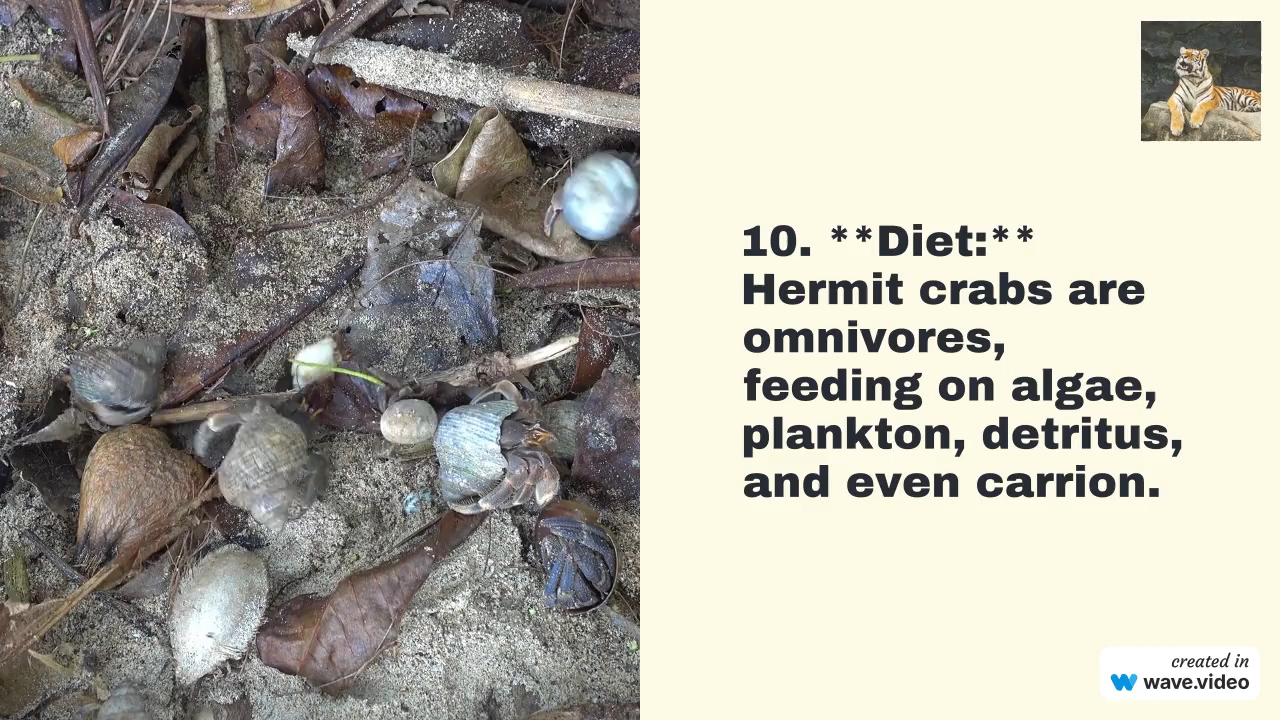 10. **Diet:**
Hermit crabs are
omnivores,
feeding on algae,
plankton, detritus,
and even carrion.
created in
wave.video